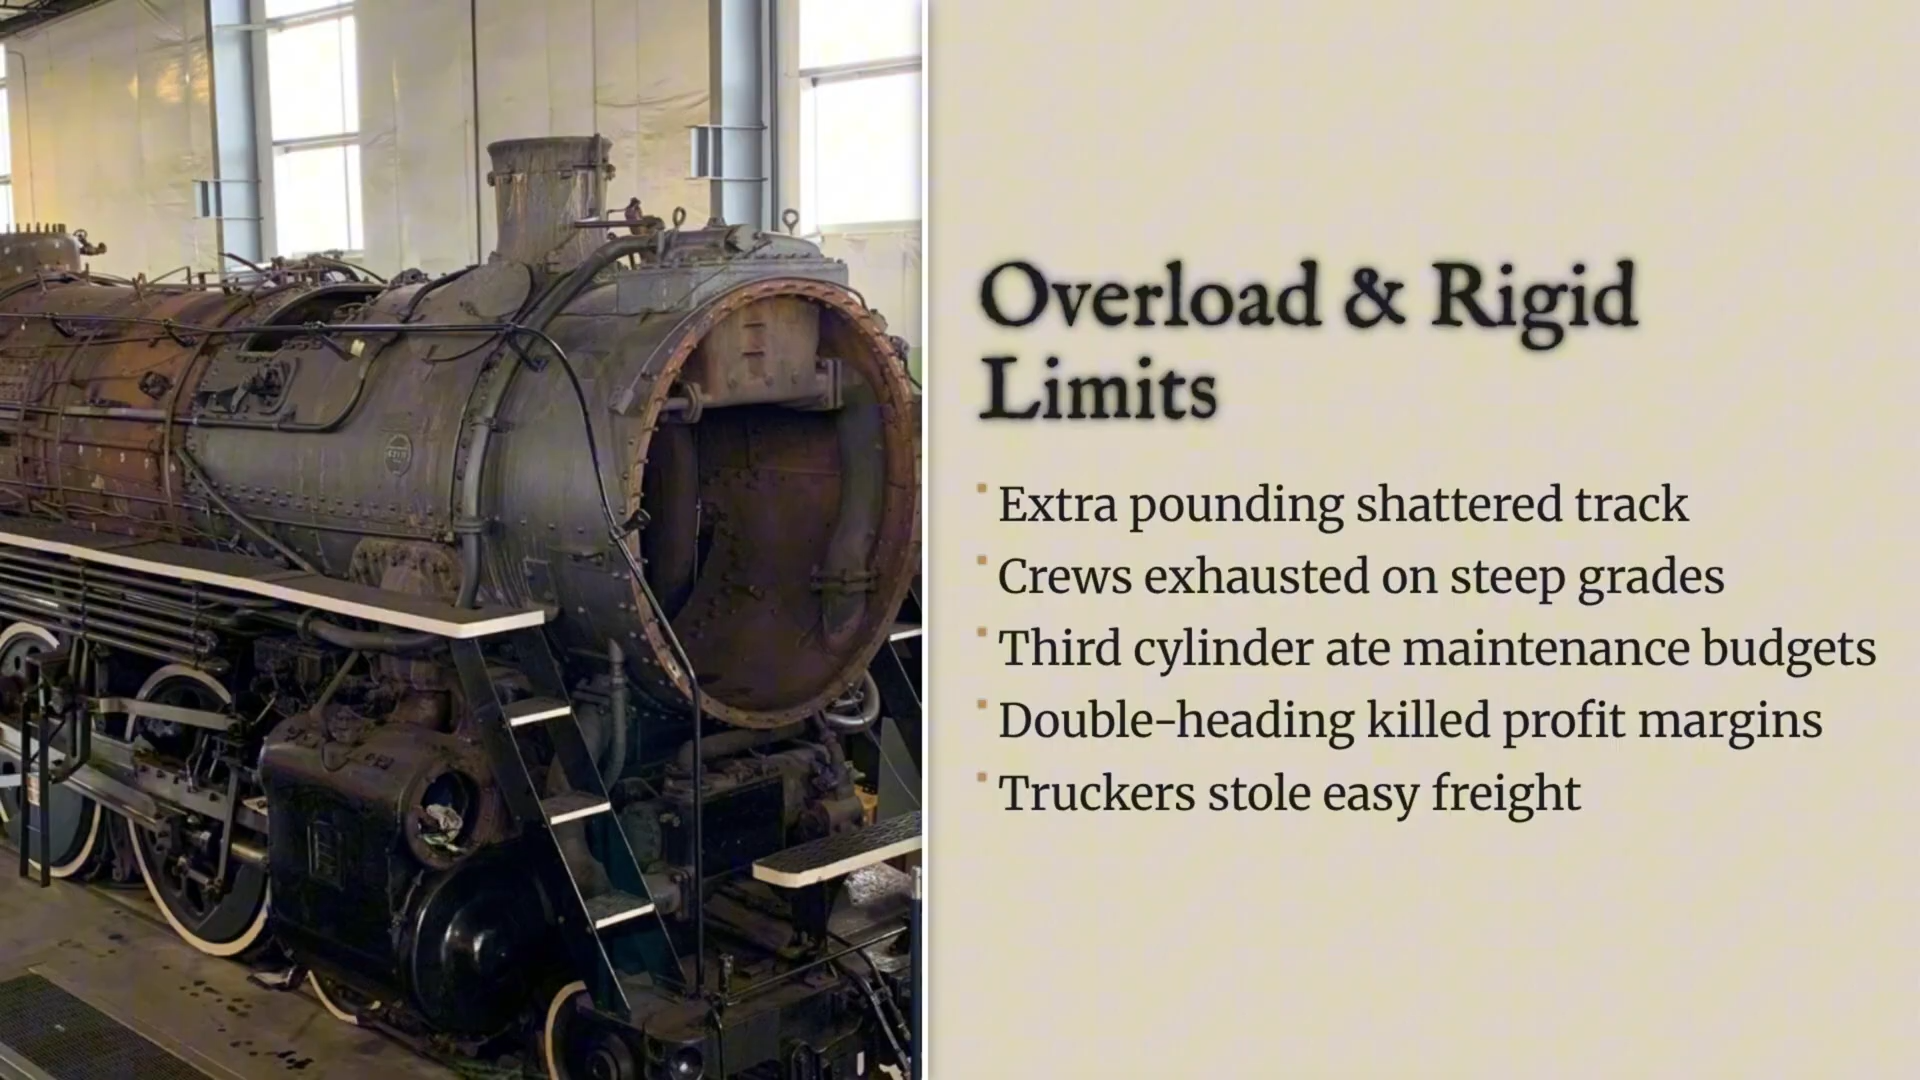 Overload & Rigid
Limits
Extra pounding shattered track
Crews exhausted on steep grades
Third cylinder ate maintenance budgets
Double-heading killed profit margins
Truckers stole easy freight